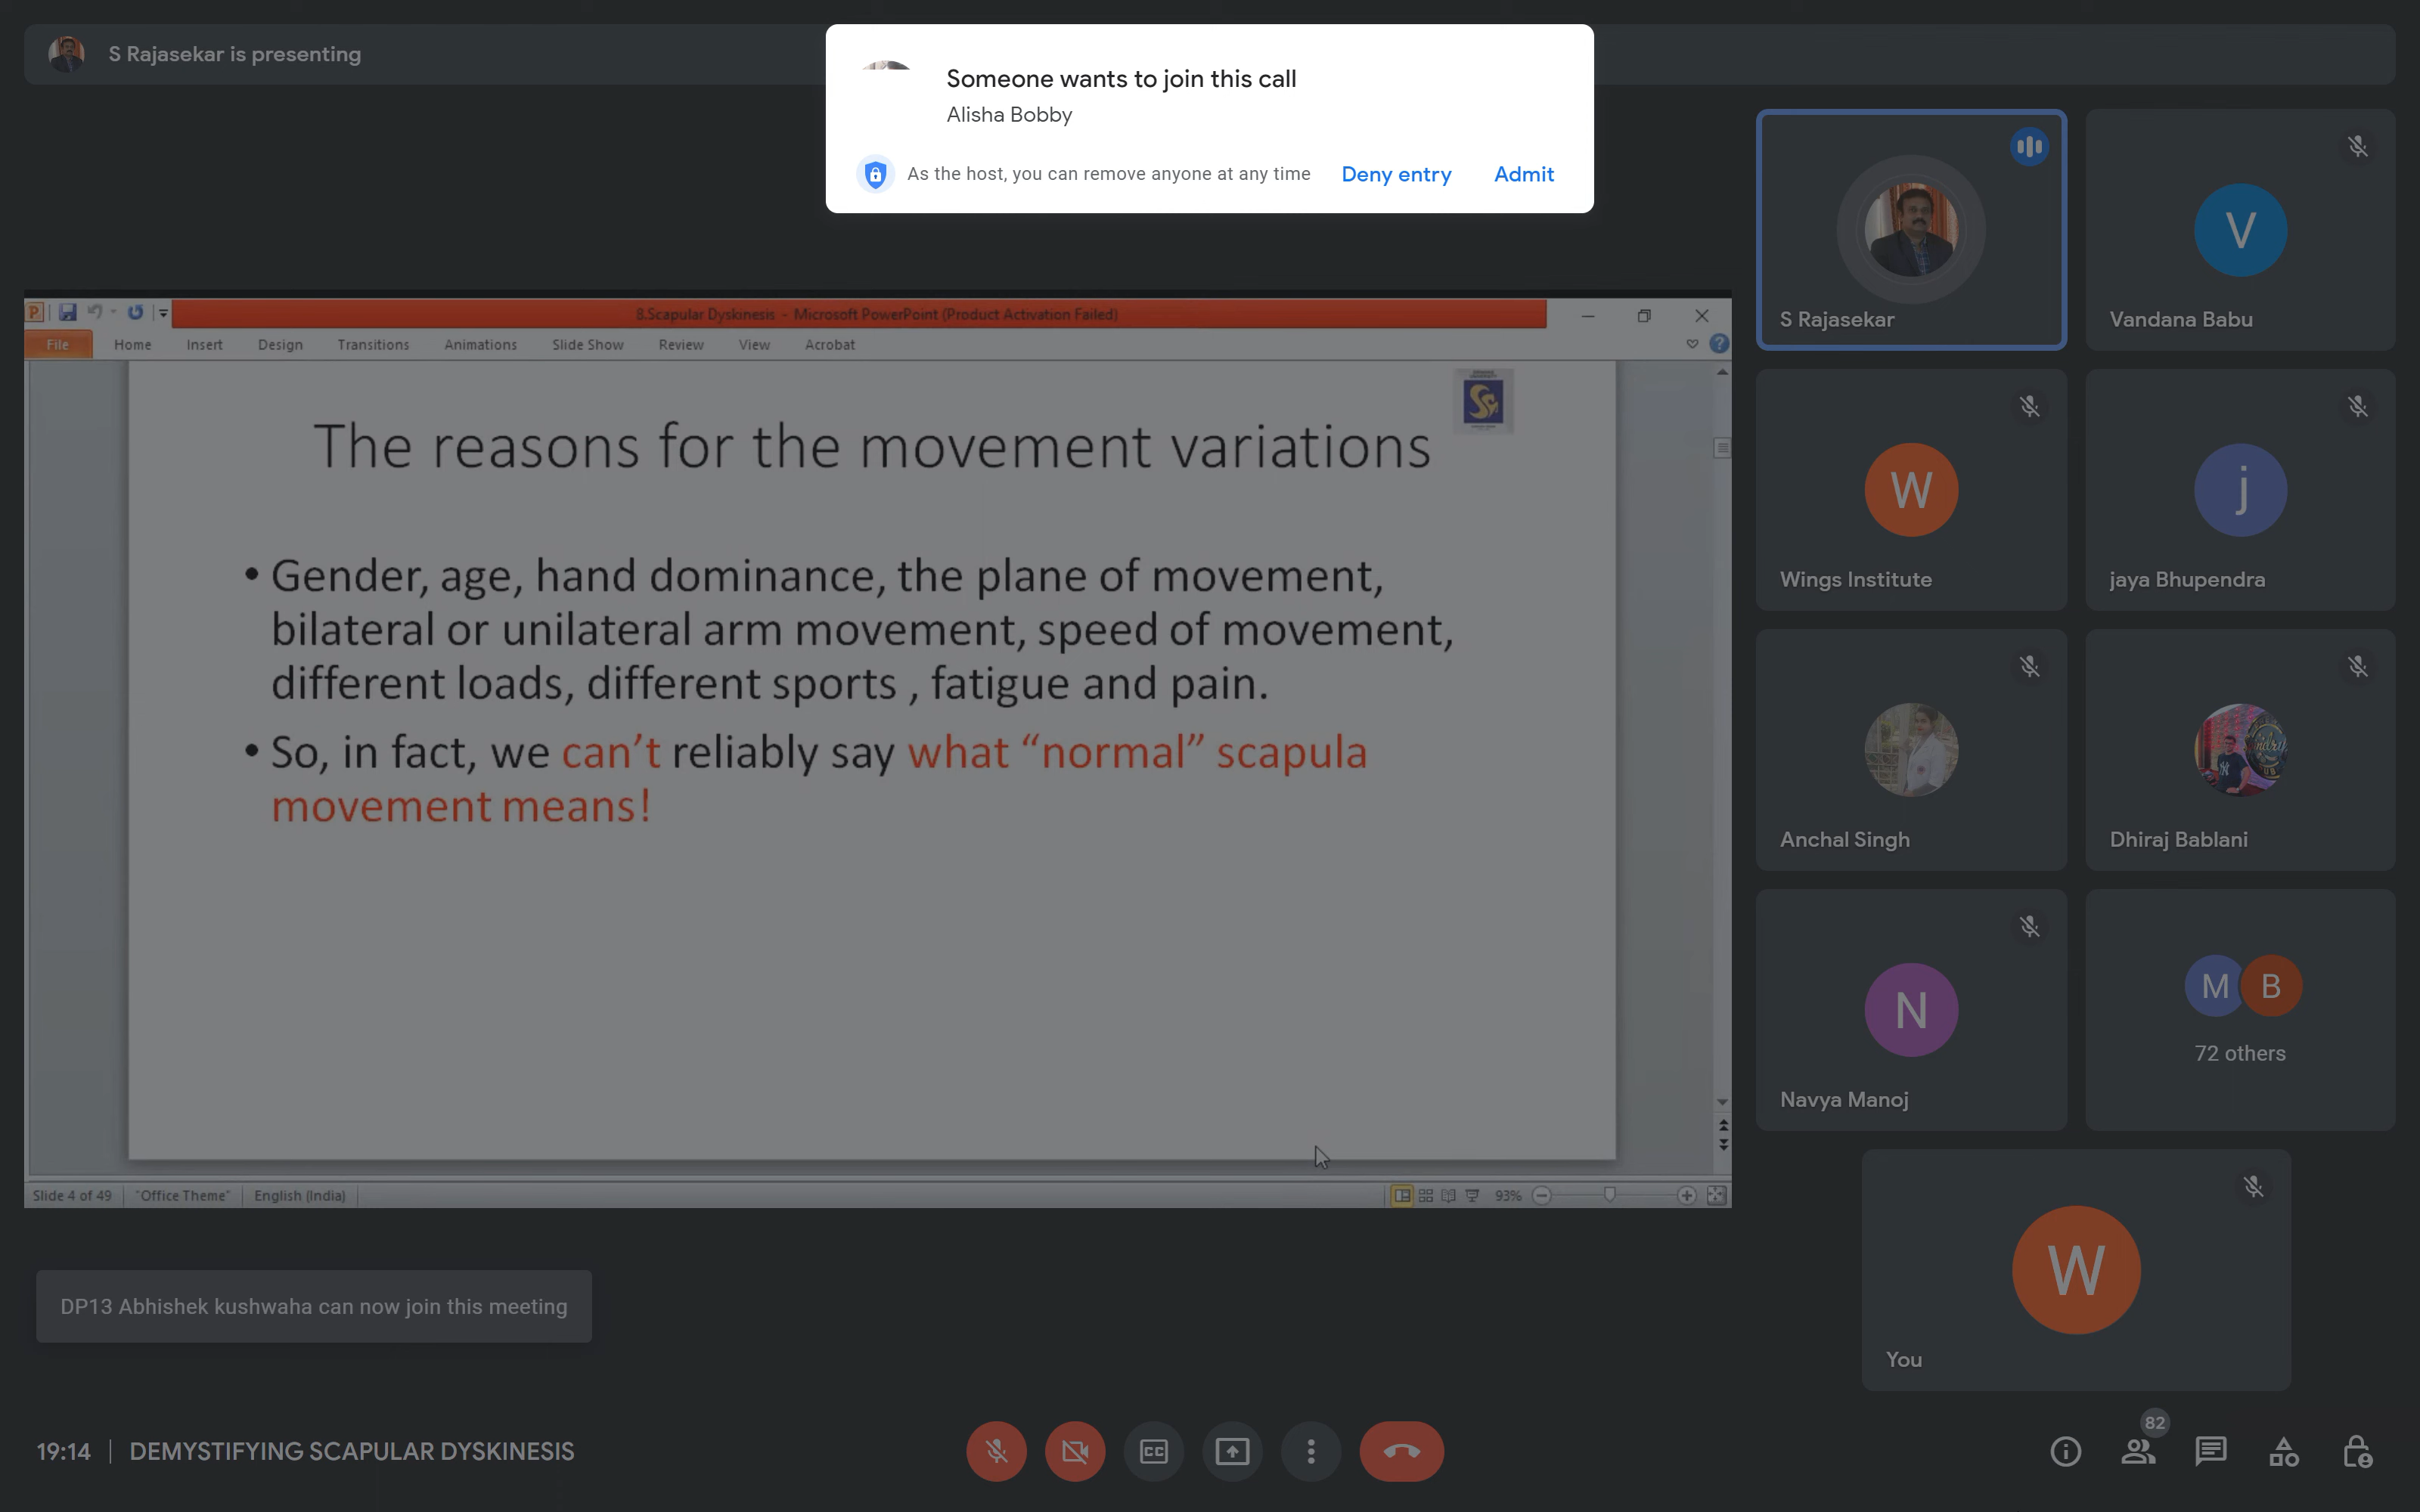 S Rajasekar is presenting
Someone wants to join this call
Alisha Bobby
As the host, you can remove anyone at any time
Deny entry
Admit
8.Scapular Dyskinesis - Microsoft PowerPoint (Product Activation Failed)
File Home Insert Design Transitions Animations Slide Show Review View Acrobat
The reasons for the movement variations
• Gender, age, hand dominance, the plane of movement,
bilateral or unilateral arm movement, speed of movement,
different loads, different sports , fatigue and pain.
• So, in fact, we can't reliably say what “normal” scapula
movement means!
Slide 4 of 49 "Office Theme" English (India) 93%
S Rajasekar
V
Vandana Babu
W
Wings Institute
j
jaya Bhupendra
Anchal Singh
Dhiraj Bablani
N
Navya Manoj
M B
72 others
W
You
DP13 Abhishek kushwaha can now join this meeting
19:14 | DEMYSTIFYING SCAPULAR DYSKINESIS
CC
82